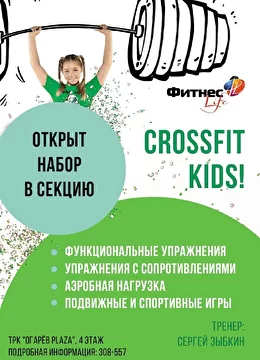 Фитнес
Life
ОТКРЫТ
НАБОР
В СЕКЦИЮ
CROSSFIT
KIDS!
• ФУНКЦИОНАЛЬНЫЕ УПРАЖНЕНИЯ
• УПРАЖНЕНИЯ С СОПРОТИВЛЕНИЯМИ
• АЭРОБНАЯ НАГРУЗКА
• ПОДВИЖНЫЕ И СПОРТИВНЫЕ ИГРЫ
ТРЕНЕР:
СЕРГЕЙ ЗЫБКИН
ТРК "ОГАРЁВ PLAZA", 4 ЭТАЖ
ПОДРОБНАЯ ИНФОРМАЦИЯ: 308-557